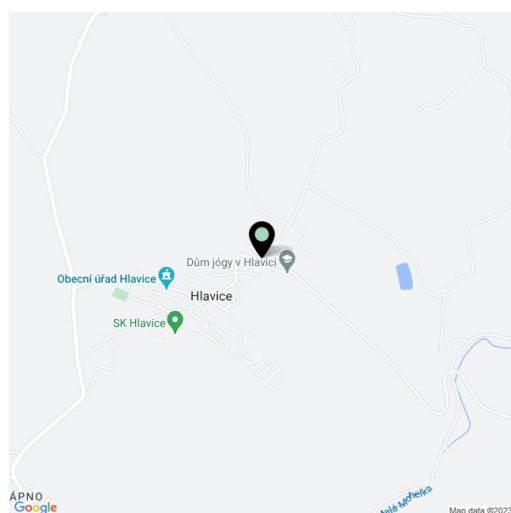 Dům jógy v Hlavici
Obecní úřad Hlavice
Hlavice
SK Hlavice
ÁPNO
Malá Mohelka
Google
Map data ©2023